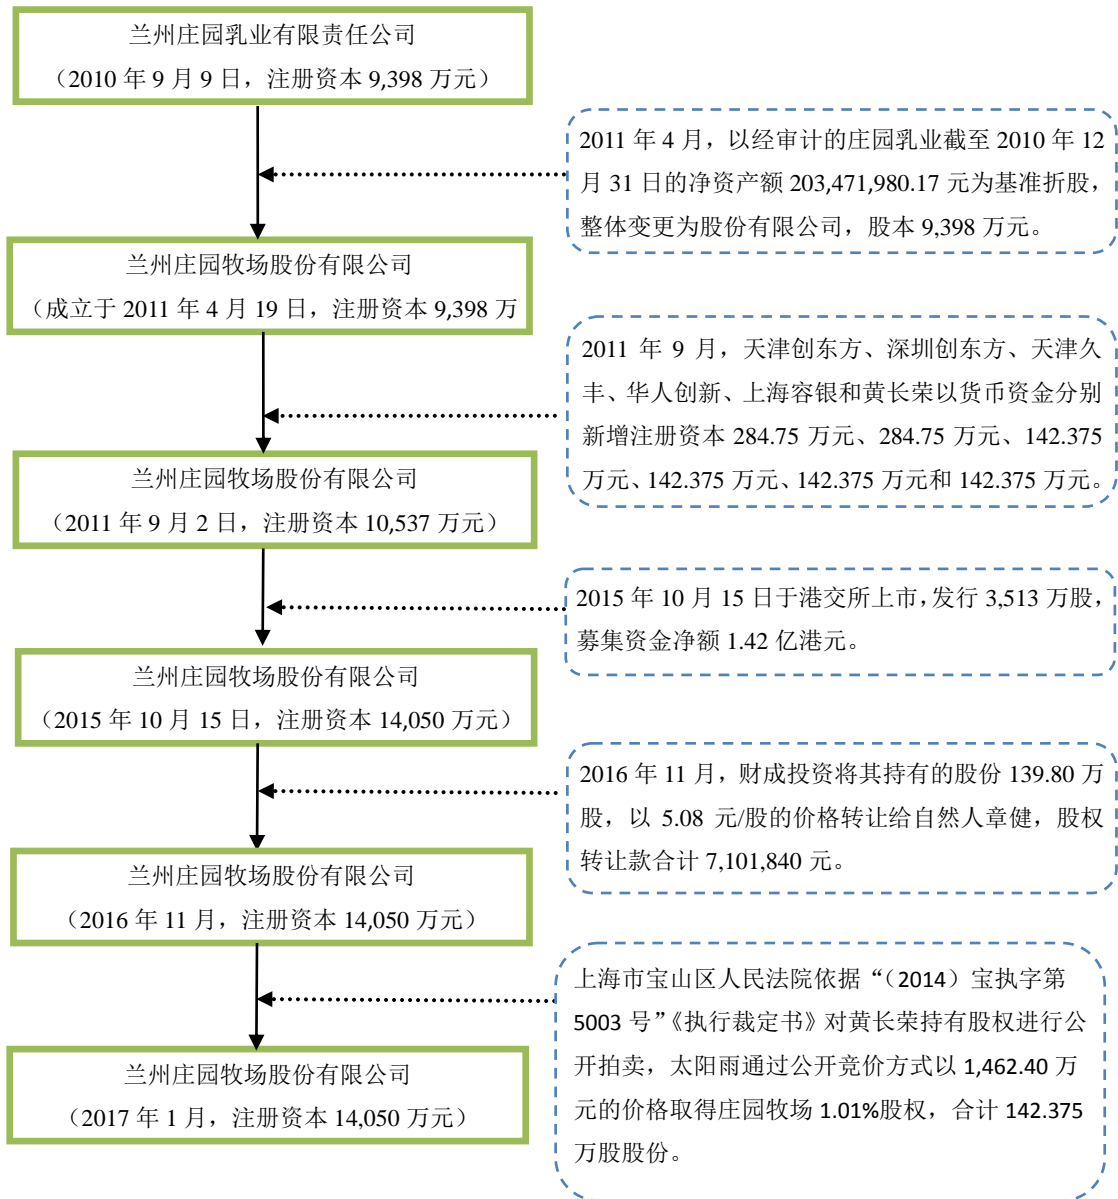 兰州庄园乳业有限责任公司
（2010 年 9 月 9 日，注册资本 9,398 万元）
2011 年 4 月，以经审计的庄园乳业截至 2010 年 12
月 31 日的净资产额 203,471,980.17 元为基准折股，
整体变更为股份有限公司，股本 9,398 万元。
兰州庄园牧场股份有限公司
（成立于 2011 年 4 月 19 日，注册资本 9,398 万
2011 年 9 月，天津创东方、深圳创东方、天津久
丰、华人创新、上海容银和黄长荣以货币资金分别
新增注册资本 284.75 万元、284.75 万元、142.375
万元、142.375 万元、142.375 万元和 142.375 万元。
兰州庄园牧场股份有限公司
（2011 年 9 月 2 日，注册资本 10,537 万元）
2015 年 10 月 15 日于港交所上市，发行 3,513 万股，
募集资金净额 1.42 亿港元。
兰州庄园牧场股份有限公司
（2015 年 10 月 15 日，注册资本 14,050 万元）
2016 年 11 月，财成投资将其持有的股份 139.80 万
股，以 5.08 元/股的价格转让给自然人章健，股权
转让款合计 7,101,840 元。
兰州庄园牧场股份有限公司
（2016 年 11 月，注册资本 14,050 万元）
上海市宝山区人民法院依据“（2014）宝执字第
5003 号”《执行裁定书》对黄长荣持有股权进行公
开拍卖，太阳雨通过公开竞价方式以 1,462.40 万
元的价格取得庄园牧场 1.01%股权，合计 142.375
万股股份。
兰州庄园牧场股份有限公司
（2017 年 1 月，注册资本 14,050 万元）